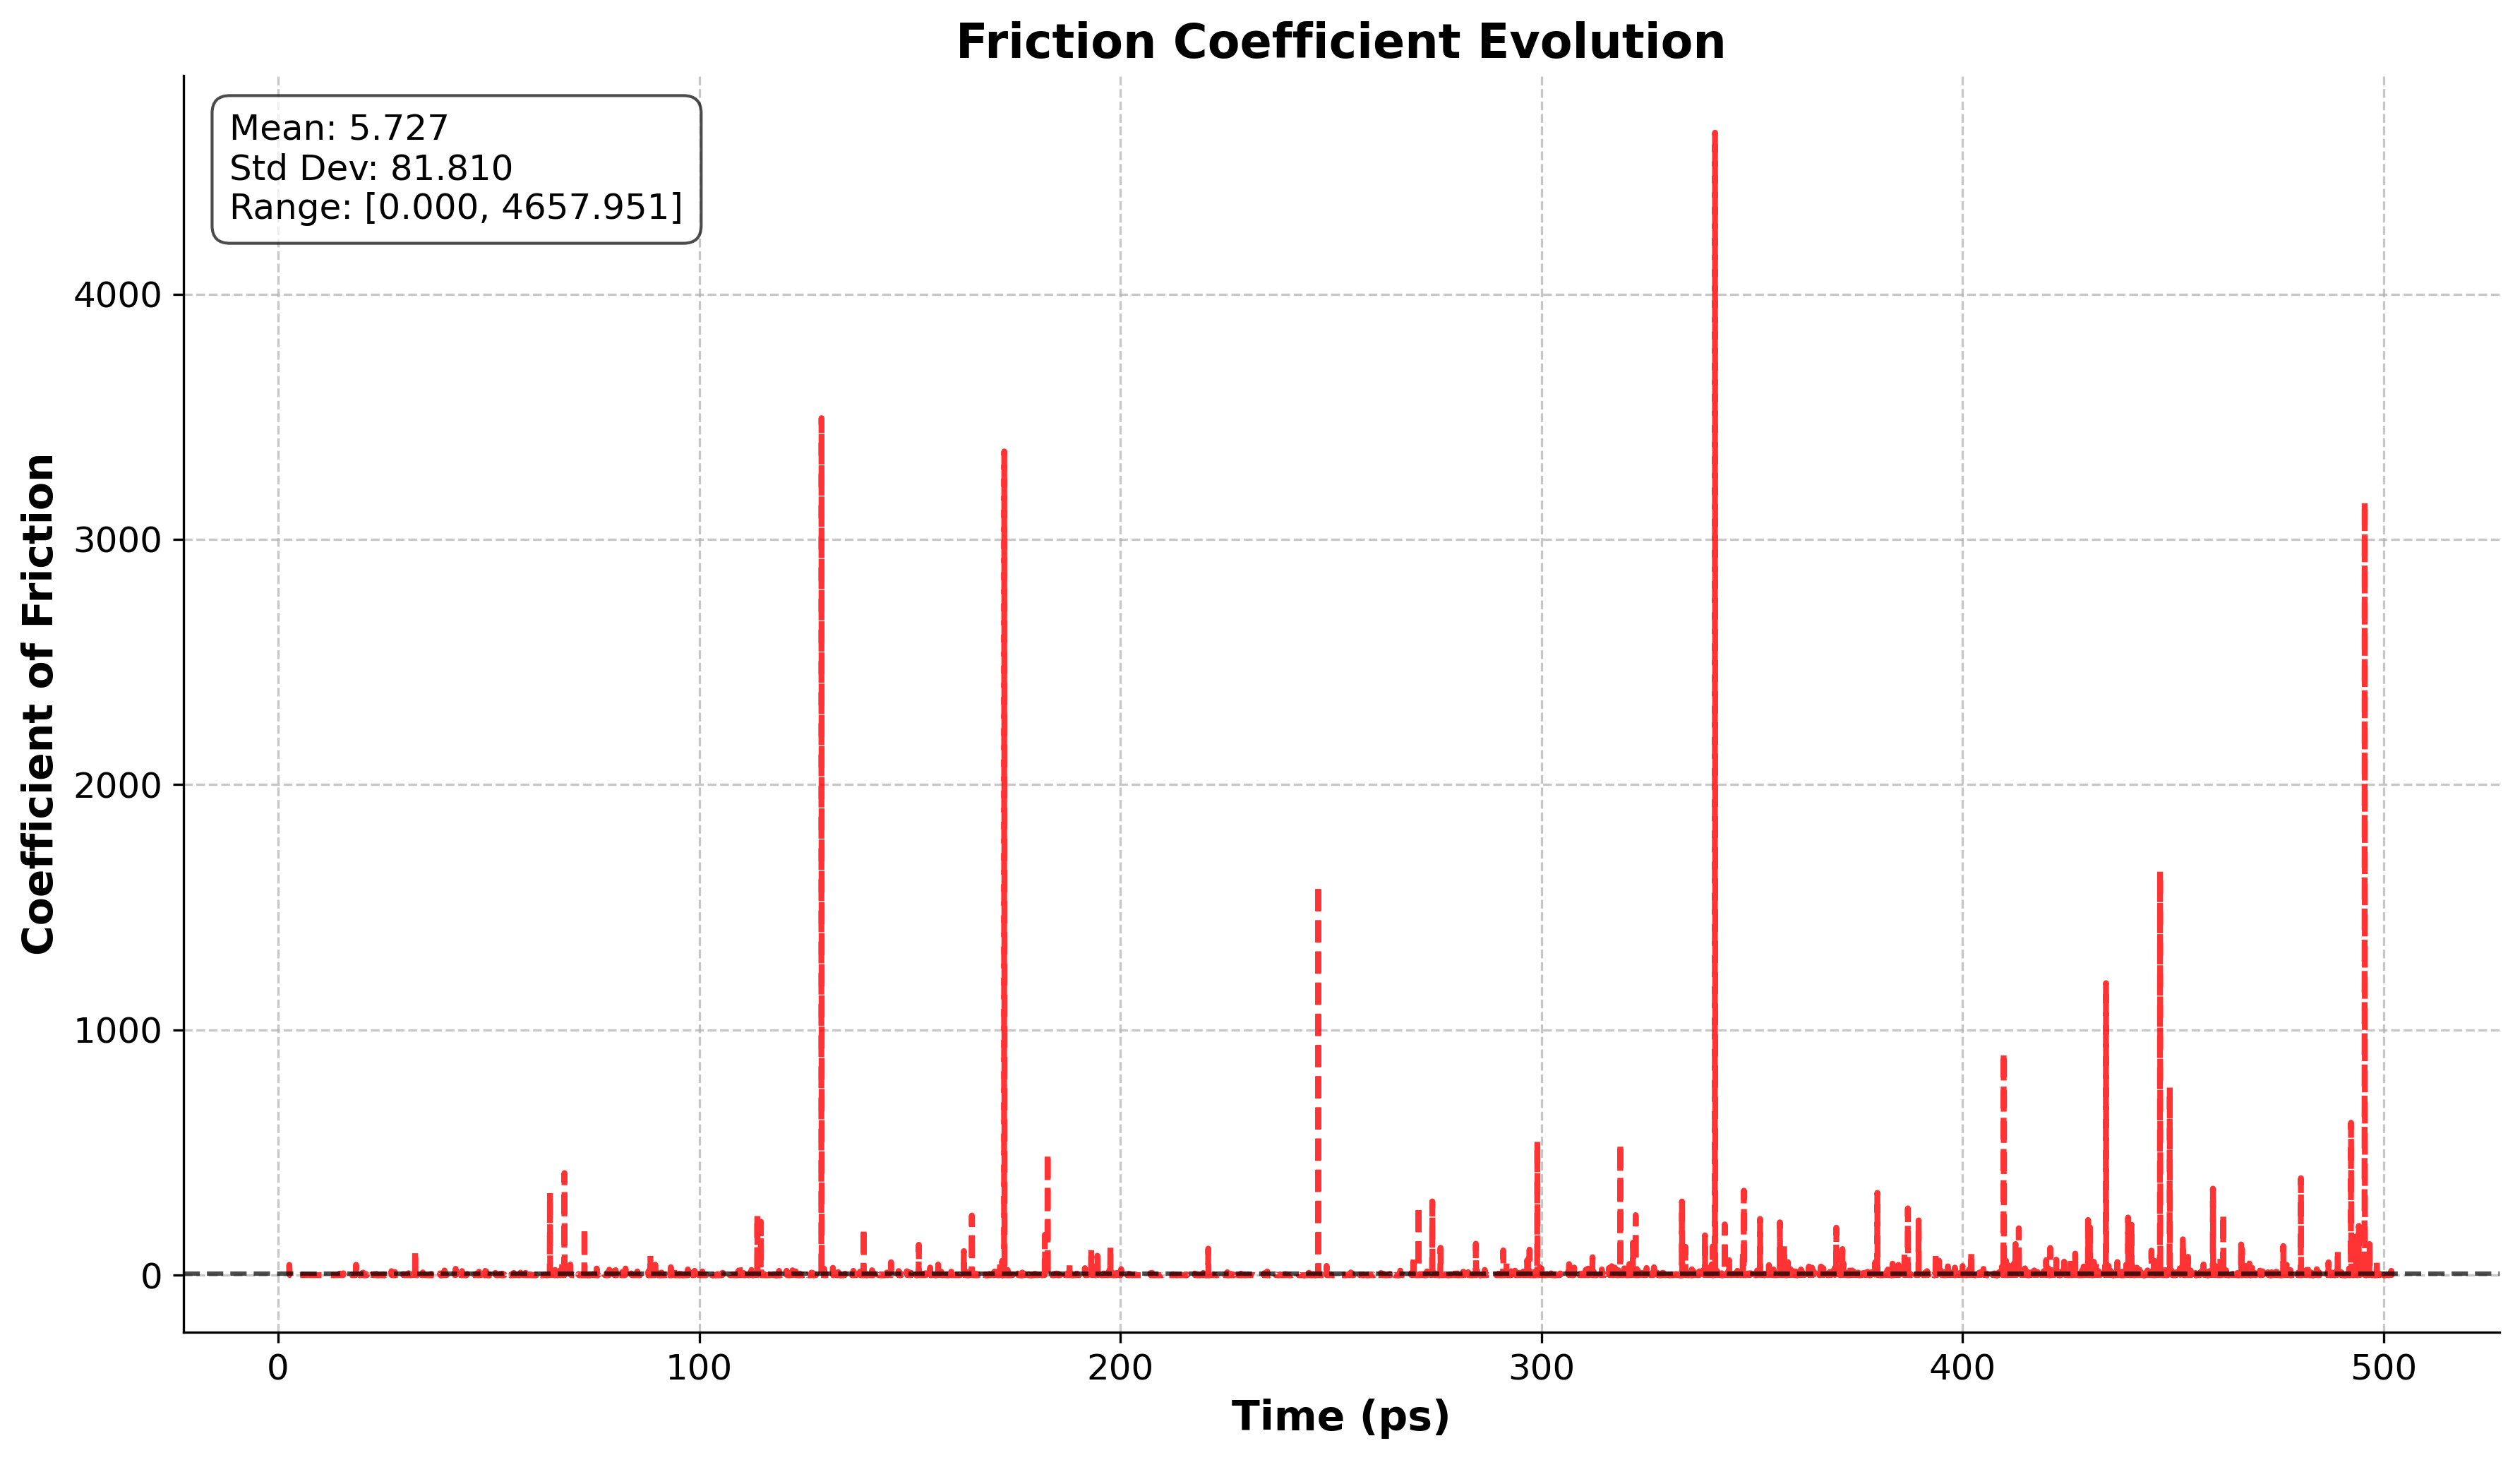 Friction Coefficient Evolution
Mean: 5.727
Std Dev: 81.810
Range: [0.000, 4657.951]
Coefficient of Friction
4000
3000
2000
1000
0
0 100 200 300 400 500
Time (ps)